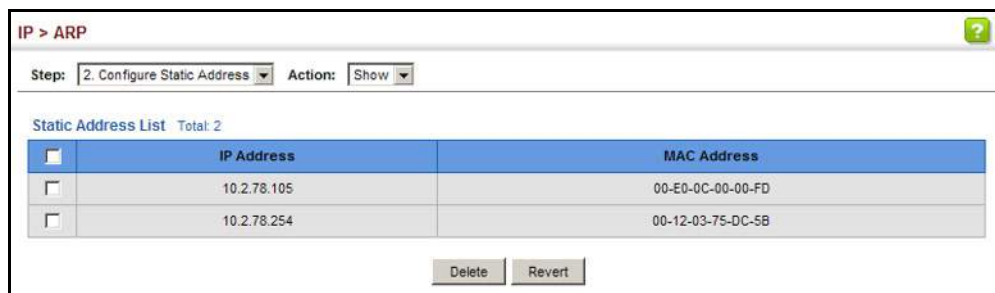 IP > ARP
?
Step: 2. Configure Static Address Action: Show
Static Address List Total: 2
IP Address MAC Address
10.2.78.105 00-E0-0C-00-00-FD
10.2.78.254 00-12-03-75-DC-5B
Delete Revert